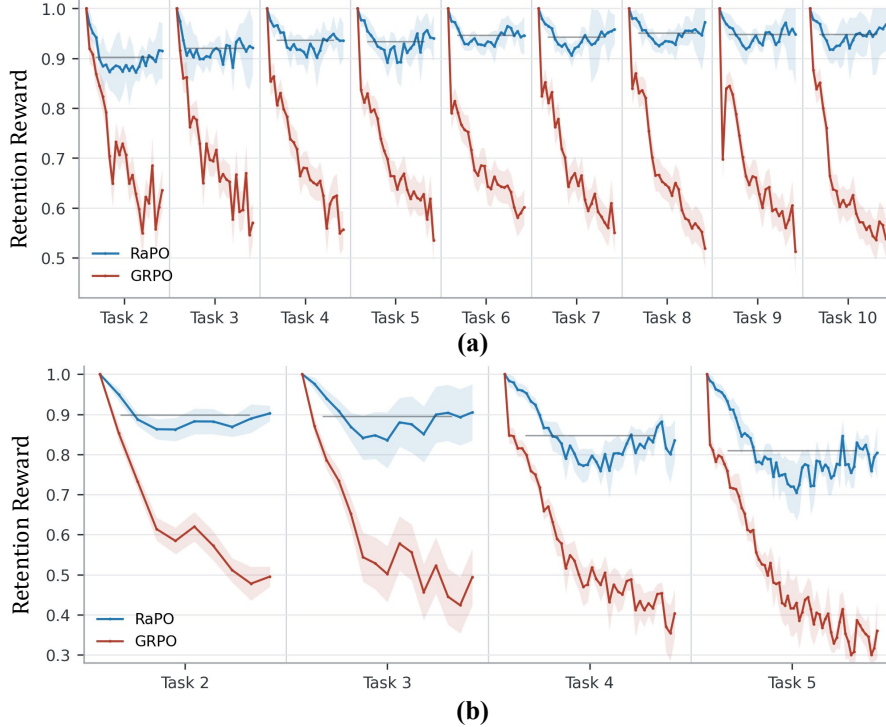 1.0
0.9
0.8
0.7
0.6
0.5
Retention Reward
RaPO
GRPO
Task 2 Task 3 Task 4 Task 5 Task 6 Task 7 Task 8 Task 9 Task 10
(a)
1.0
0.9
0.8
0.7
0.6
0.5
0.4
0.3
Retention Reward
RaPO
GRPO
Task 2 Task 3 Task 4 Task 5
(b)